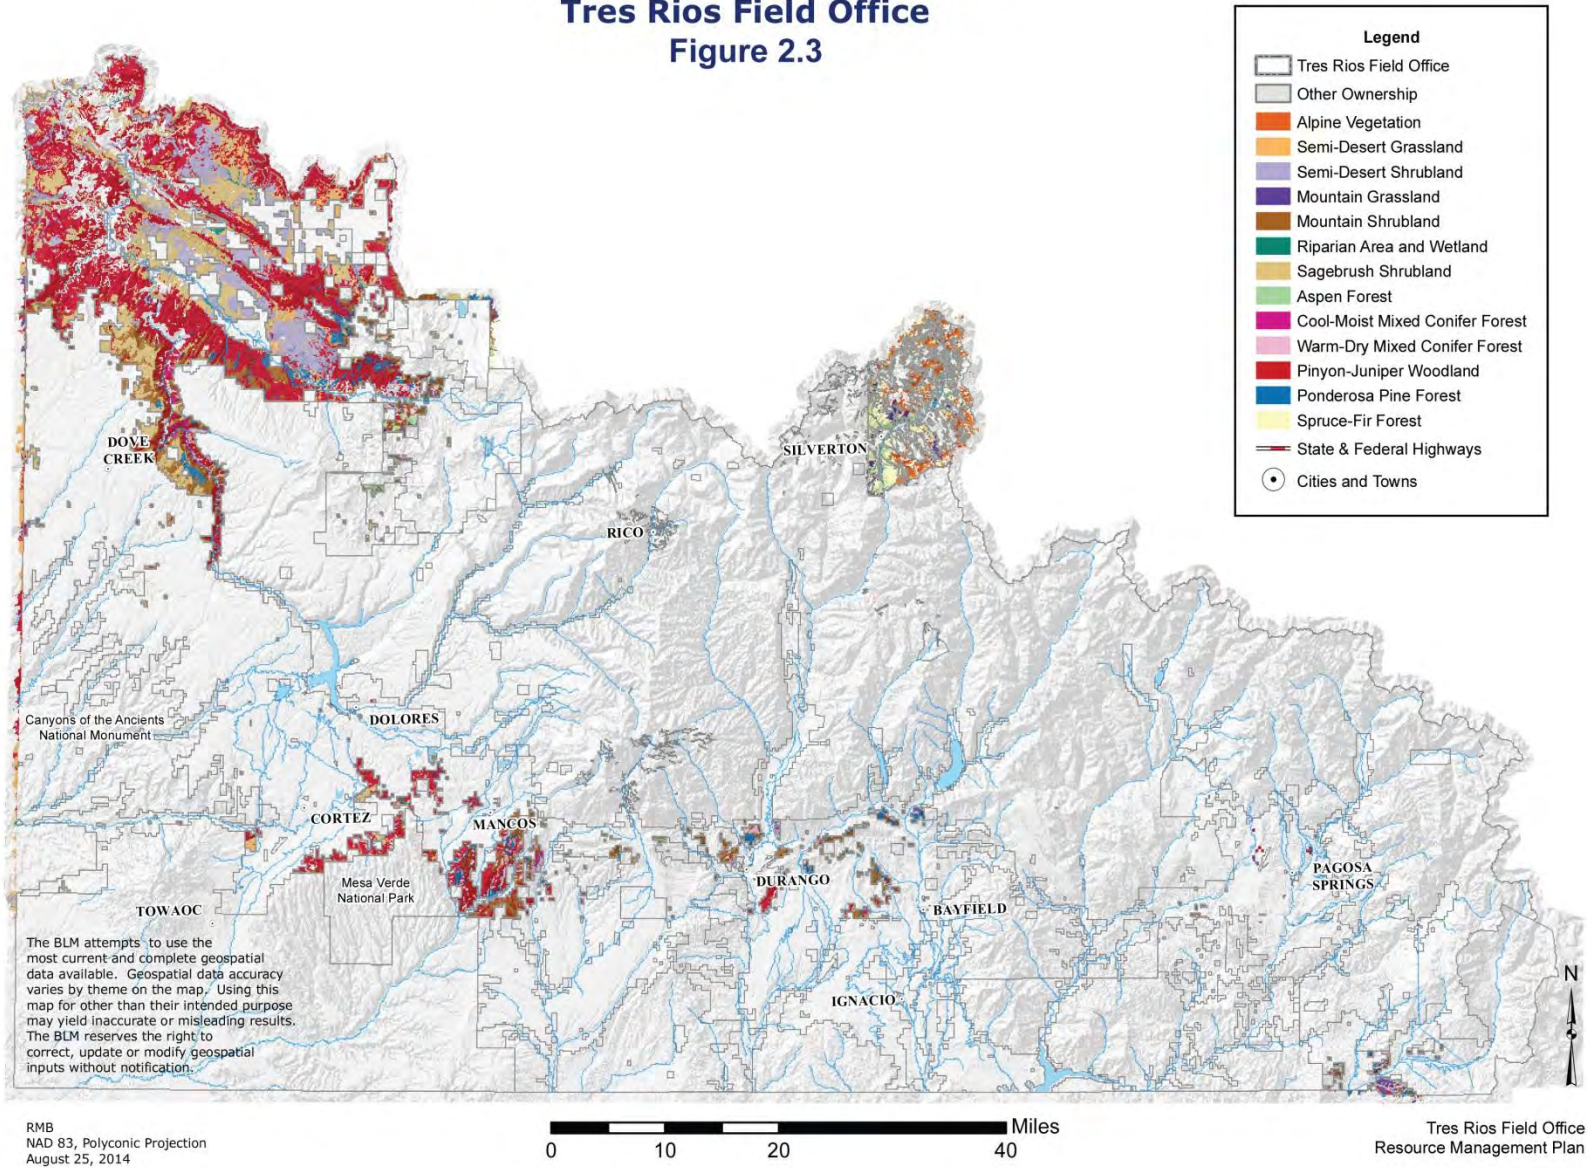 Tres Rios Field Office
Figure 2.3
Legend
Tres Rios Field Office
Other Ownership
Alpine Vegetation
Semi-Desert Grassland
Semi-Desert Shrubland
Mountain Grassland
Mountain Shrubland
Riparian Area and Wetland
Sagebrush Shrubland
Aspen Forest
Cool-Moist Mixed Conifer Forest
Warm-Dry Mixed Conifer Forest
Pinyon-Juniper Woodland
Ponderosa Pine Forest
Spruce-Fir Forest
State & Federal Highways
Cities and Towns
DOVE
CREEK
SILVERTON
RICO
Canyons of the Ancients
National Monument
DOLORES
CORTEZ
MANCOS
Mesa Verde
National Park
DURANGO
PAGOSA
SPRINGS
TOWAOC
BAYFIELD
IGNACIO
The BLM attempts to use the
most current and complete geospatial
data available. Geospatial data accuracy
varies by theme on the map. Using this
map for other than their intended purpose
may yield inaccurate or misleading results.
The BLM reserves the right to
correct, update or modify geospatial
inputs without notification.
N
RMB
NAD 83, Polyconic Projection
August 25, 2014
Miles
0 10 20 40
Tres Rios Field Office
Resource Management Plan